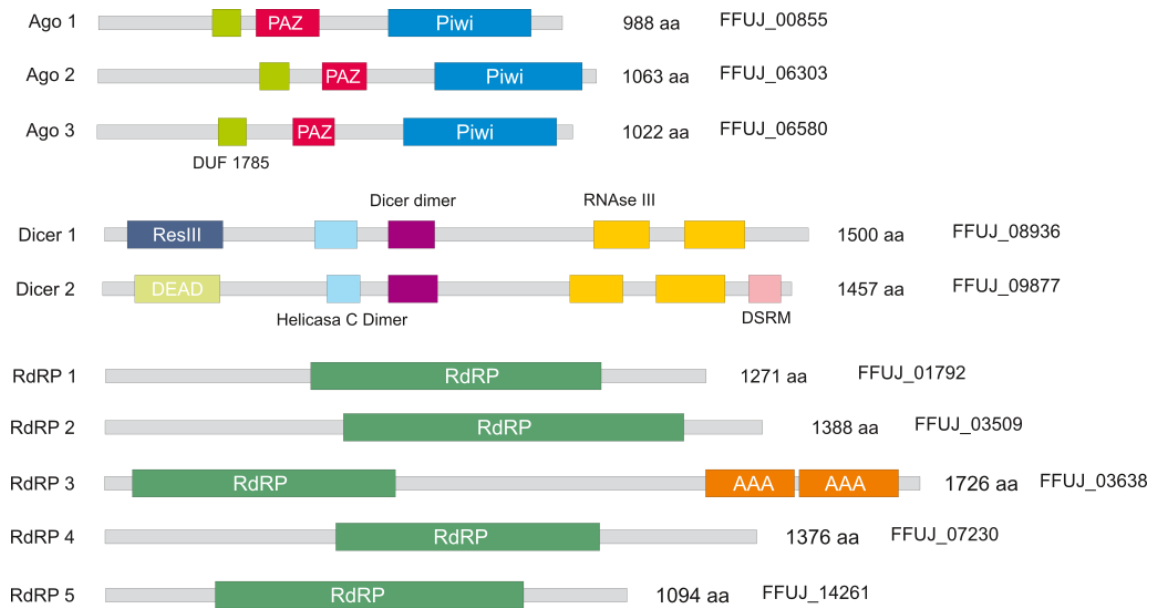 Ago 1 PAZ Piwi 988 aa FFUJ_00855
Ago 2 PAZ Piwi 1063 aa FFUJ_06303
Ago 3 PAZ Piwi 1022 aa FFUJ_06580
DUF 1785
Dicer dimer RNAse III
Dicer 1 ResIII 1500 aa FFUJ_08936
Dicer 2 DEAD 1457 aa FFUJ_09877
Helicasa C Dimer DSRM
RdRP 1 RdRP 1271 aa FFUJ_01792
RdRP 2 RdRP 1388 aa FFUJ_03509
RdRP 3 RdRP AAA AAA 1726 aa FFUJ_03638
RdRP 4 RdRP 1376 aa FFUJ_07230
RdRP 5 RdRP 1094 aa FFUJ_14261